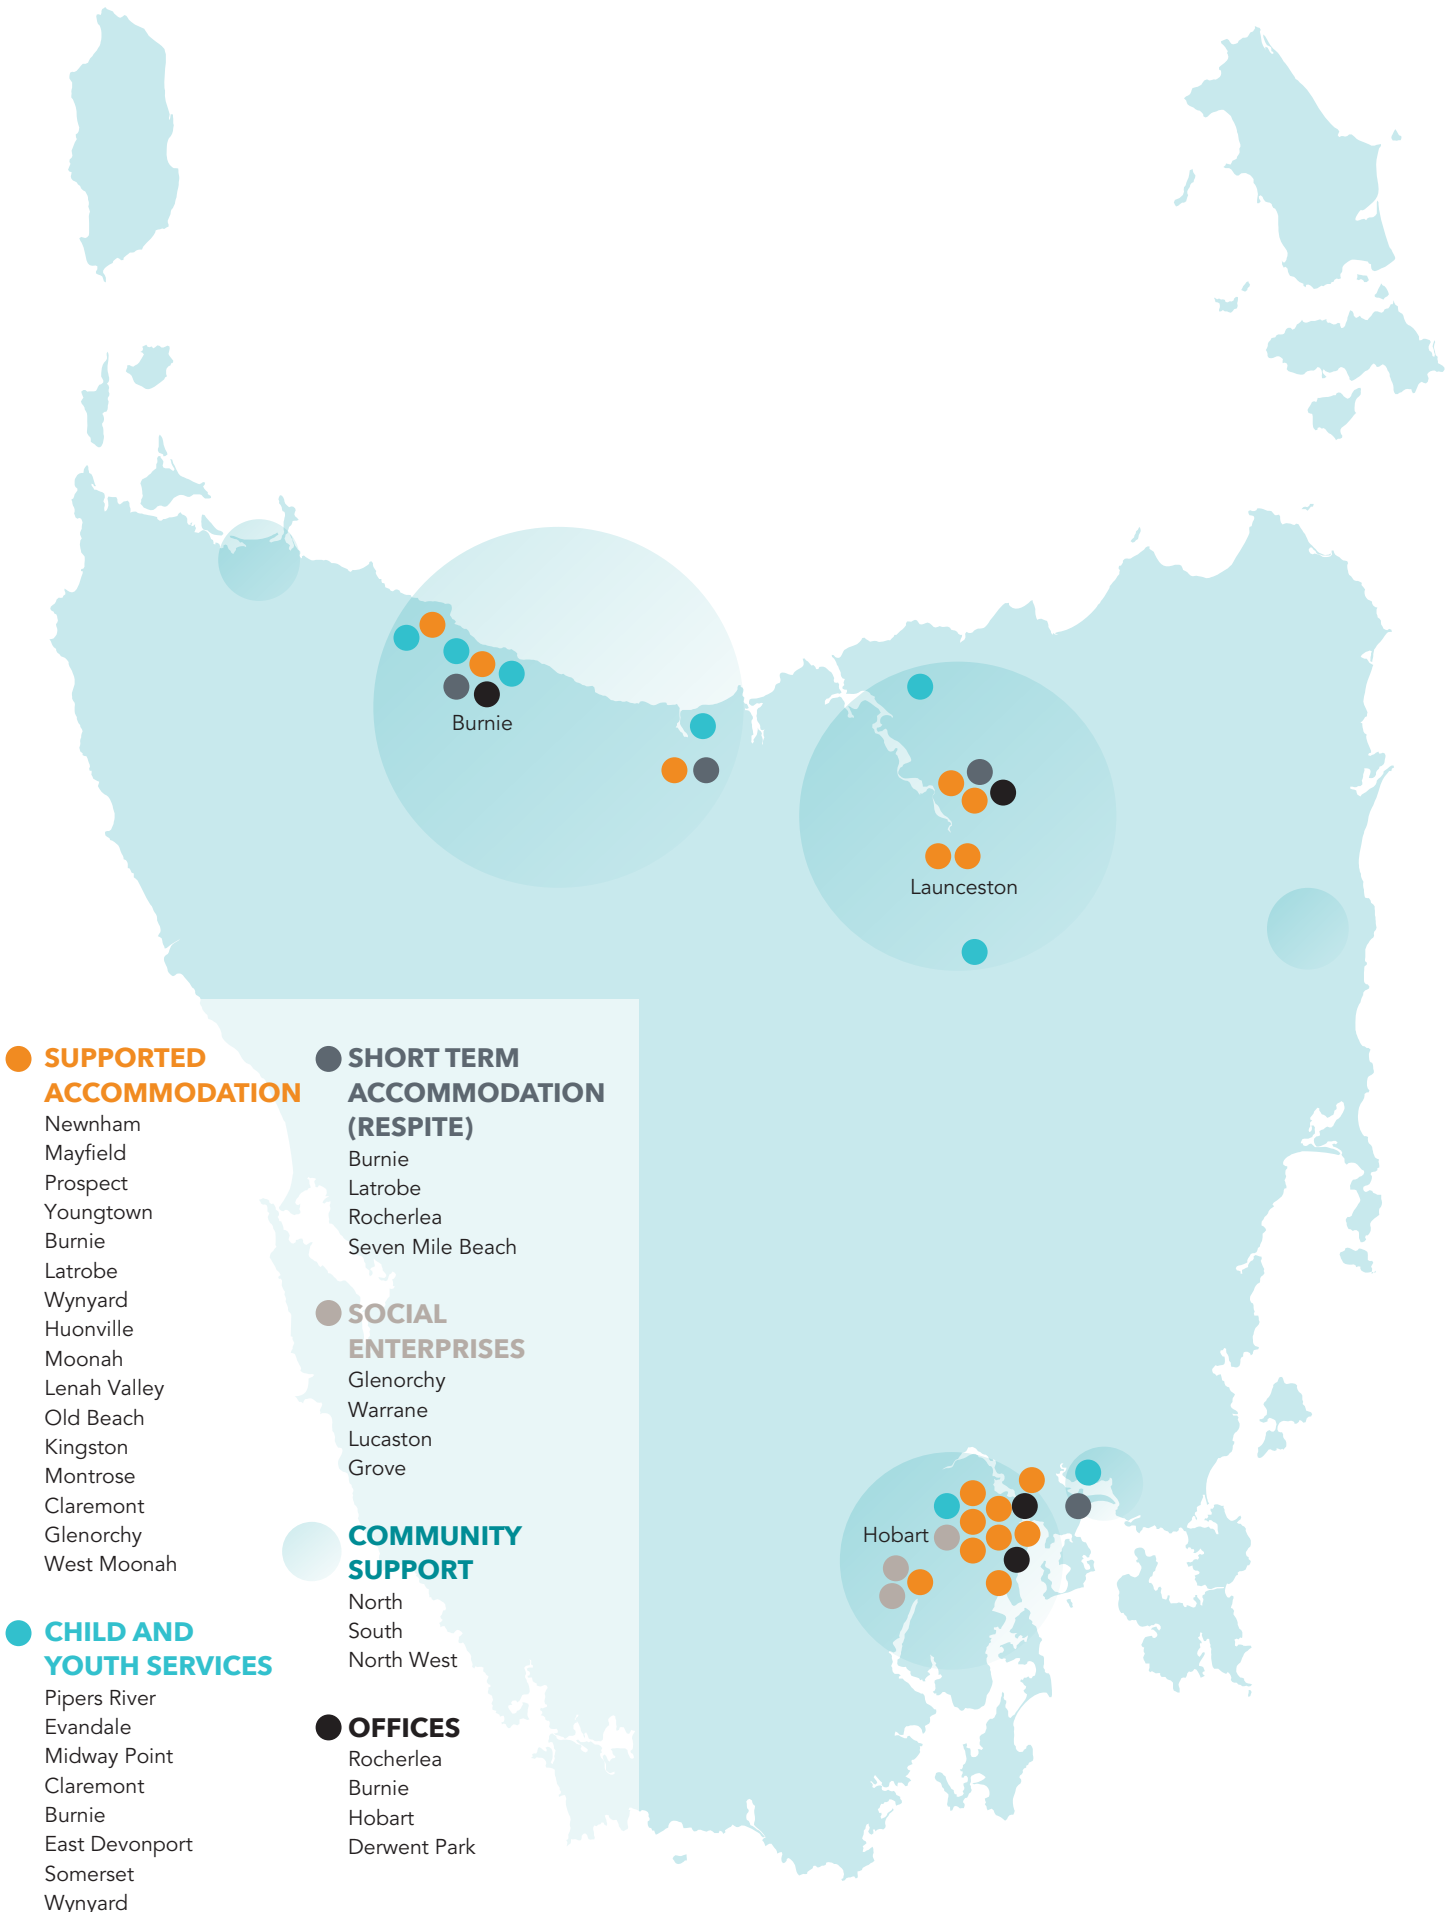 Burnie
Launceston
Hobart
SUPPORTED
ACCOMMODATION
Newnham
Mayfield
Prospect
Youngtown
Burnie
Latrobe
Wynyard
Huonville
Moonah
Lenah Valley
Old Beach
Kingston
Montrose
Claremont
Glenorchy
West Moonah
CHILD AND
YOUTH SERVICES
Pipers River
Evandale
Midway Point
Claremont
Burnie
East Devonport
Somerset
Wynyard
SHORT TERM
ACCOMMODATION
(RESPITE)
Burnie
Latrobe
Rocherlea
Seven Mile Beach
SOCIAL
ENTERPRISES
Glenorchy
Warrane
Lucaston
Grove
COMMUNITY
SUPPORT
North
South
North West
OFFICES
Rocherlea
Burnie
Hobart
Derwent Park